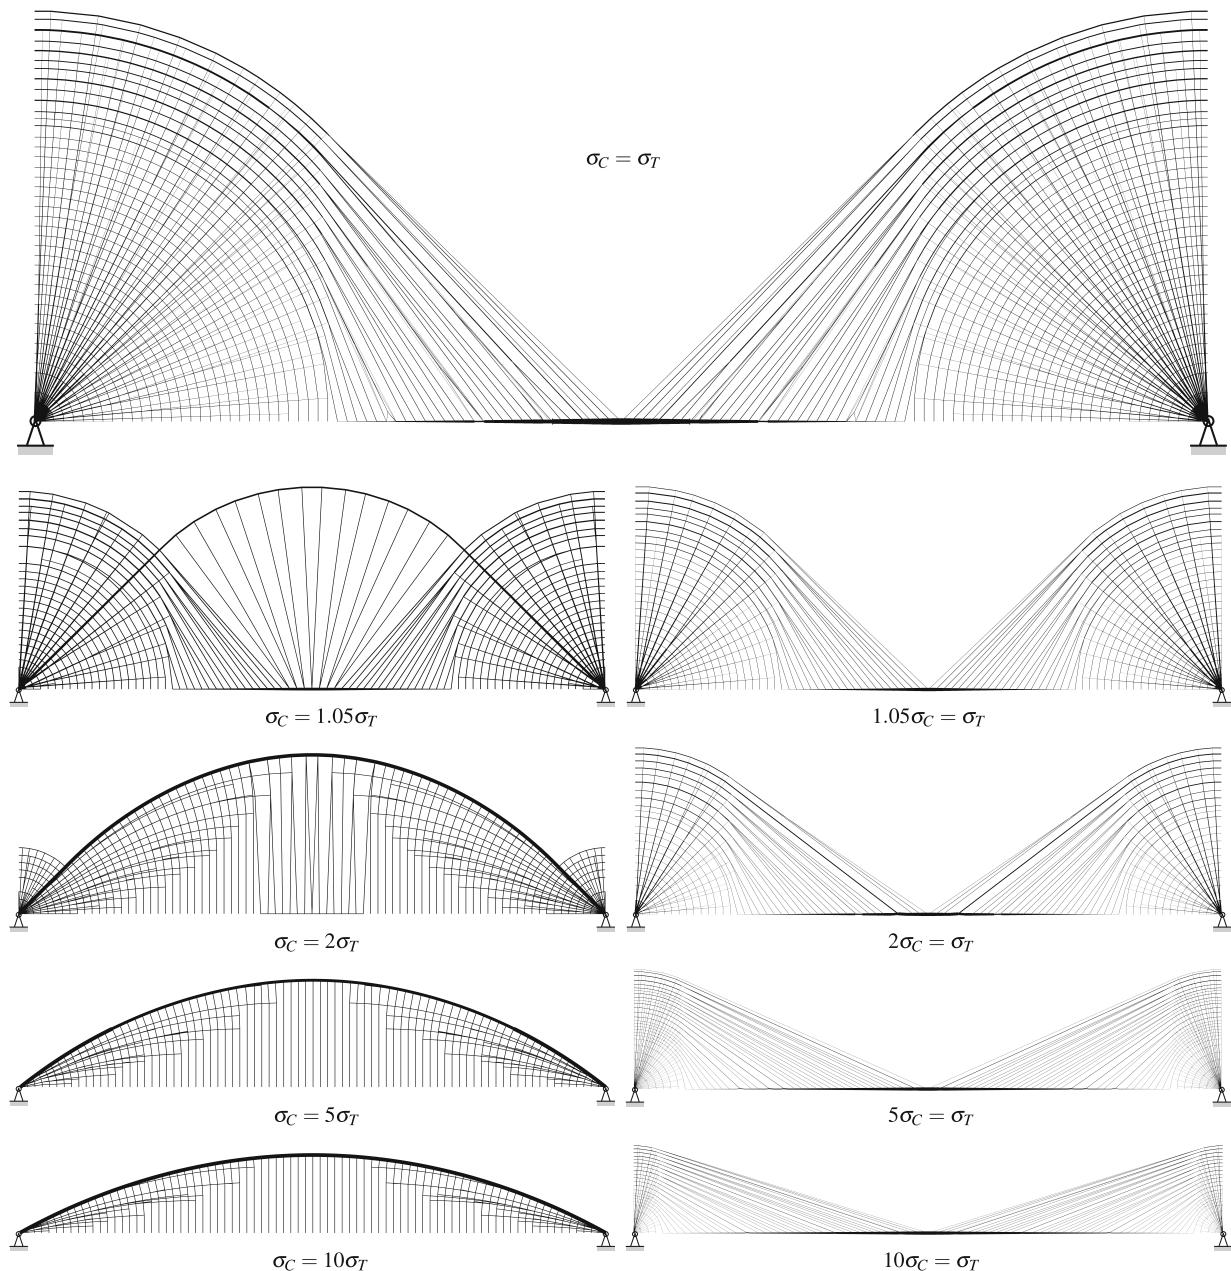 σ_C = σ_T
σ_C = 1.05σ_T
1.05σ_C = σ_T
σ_C = 2σ_T
2σ_C = σ_T
σ_C = 5σ_T
5σ_C = σ_T
σ_C = 10σ_T
10σ_C = σ_T